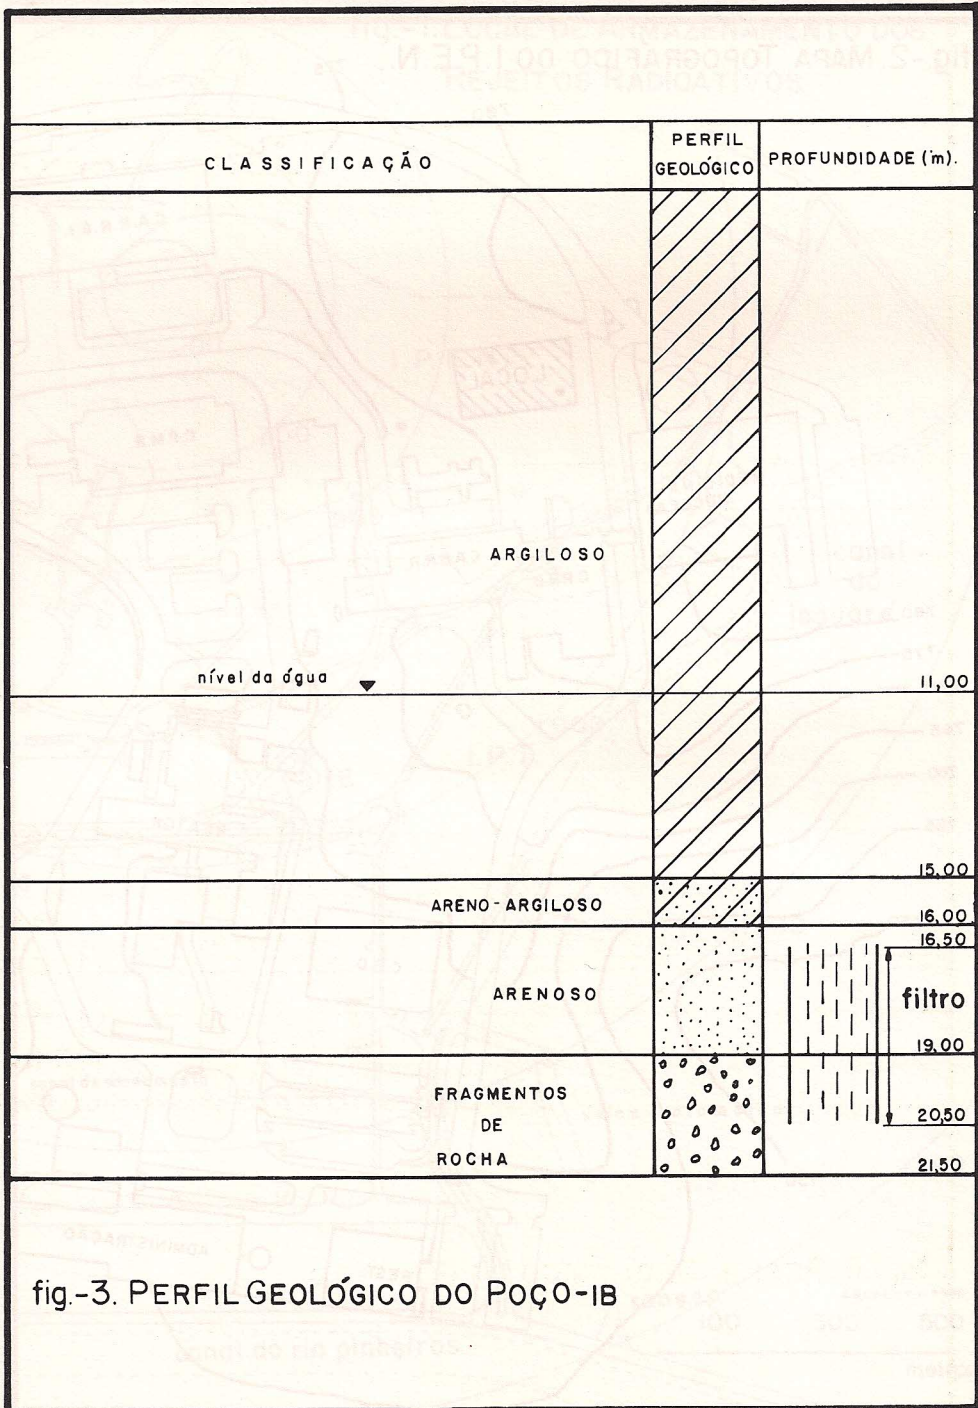 CLASSIFICAÇÃO
PERFIL
GEOLÓGICO
PROFUNDIDADE (m).
ARGILOSO
nível da água
11,00
15,00
ARENO-ARGILOSO
16,00
16,50
ARENOSO
filtro
19,00
FRAGMENTOS
DE
ROCHA
20,50
21,50
fig.-3. PERFIL GEOLÓGICO DO POÇO-IB